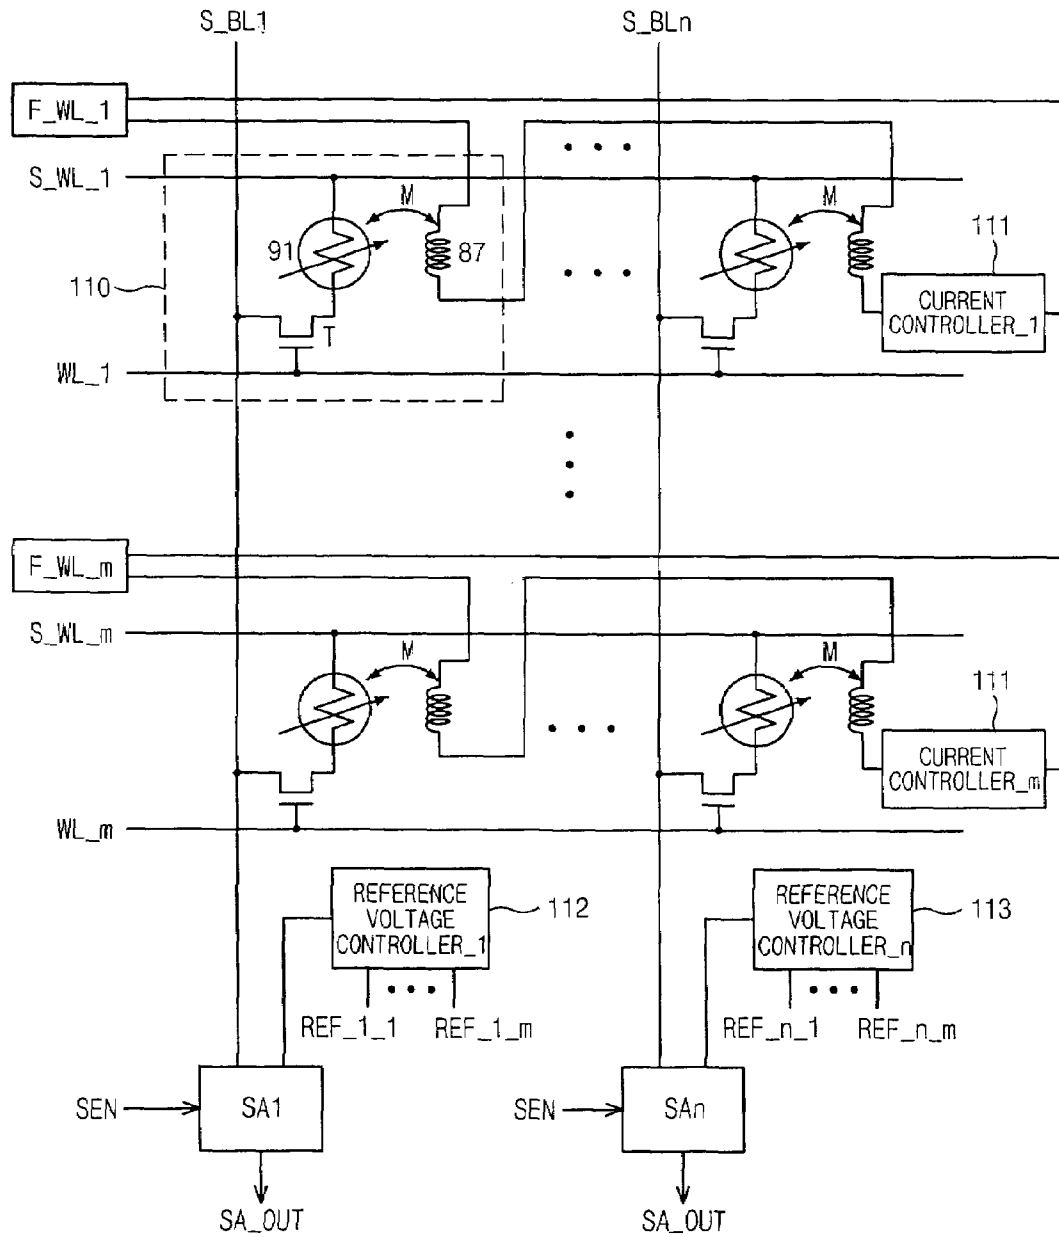 S_BL1
S_BLn
F_WL_1
S_WL_1
M
M
91
87
111
110
CURRENT
CONTROLLER_1
T
WL_1
F_WL_m
S_WL_m
M
M
111
CURRENT
CONTROLLER_m
WL_m
REFERENCE
VOLTAGE
CONTROLLER_1
112
REFERENCE
VOLTAGE
CONTROLLER_n
113
REF_1_1
REF_1_m
REF_n_1
REF_n_m
SEN
SA1
SEN
SAn
SA_OUT
SA_OUT